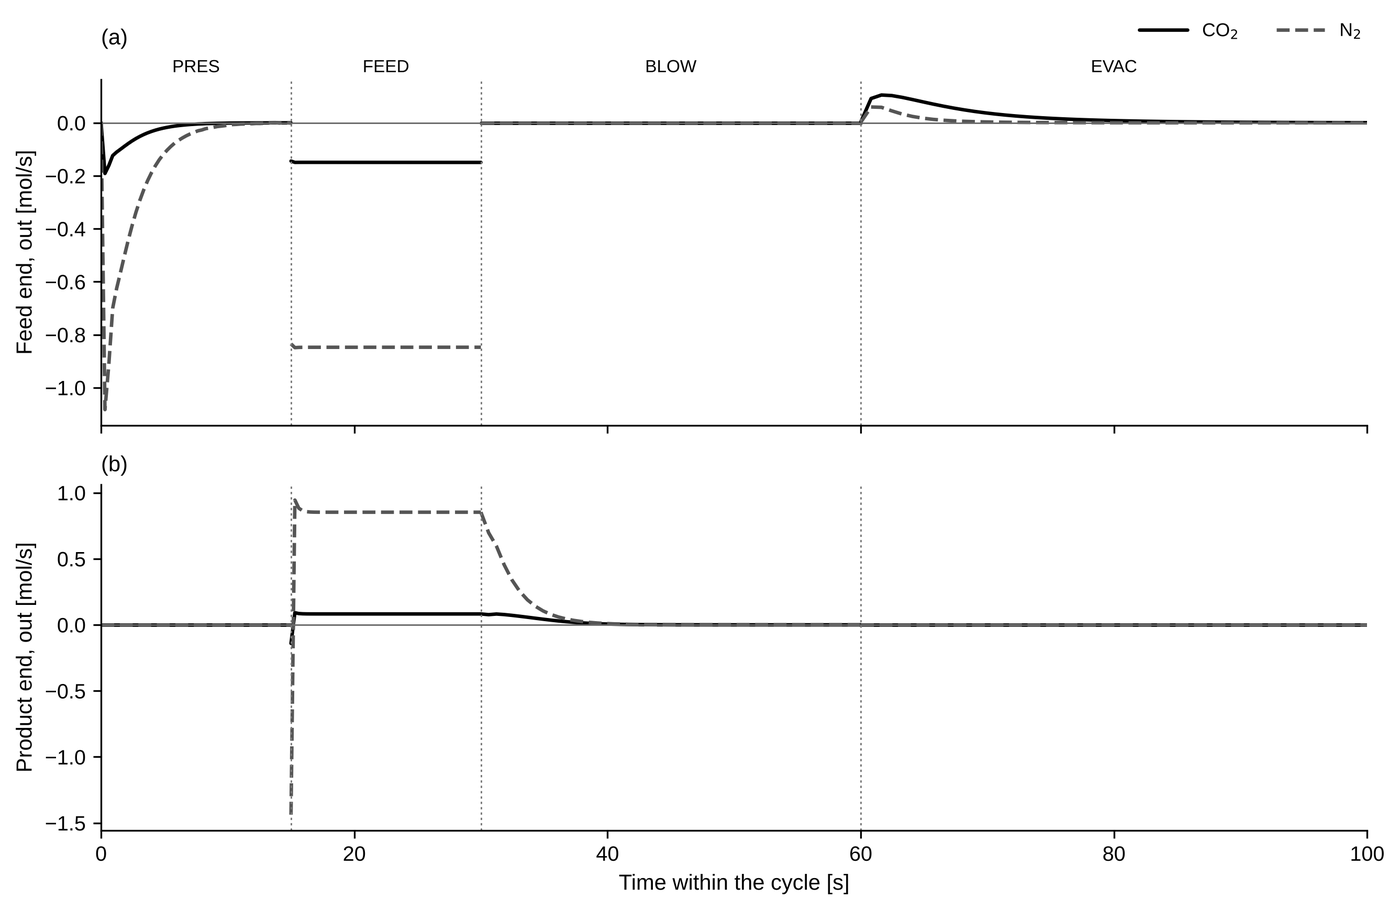 (a)
CO₂ N₂
PRES FEED BLOW EVAC
Feed end, out [mol/s]
0.0
−0.2
−0.4
−0.6
−0.8
−1.0
(b)
Product end, out [mol/s]
1.0
0.5
0.0
−0.5
−1.0
−1.5
0 20 40 60 80 100
Time within the cycle [s]